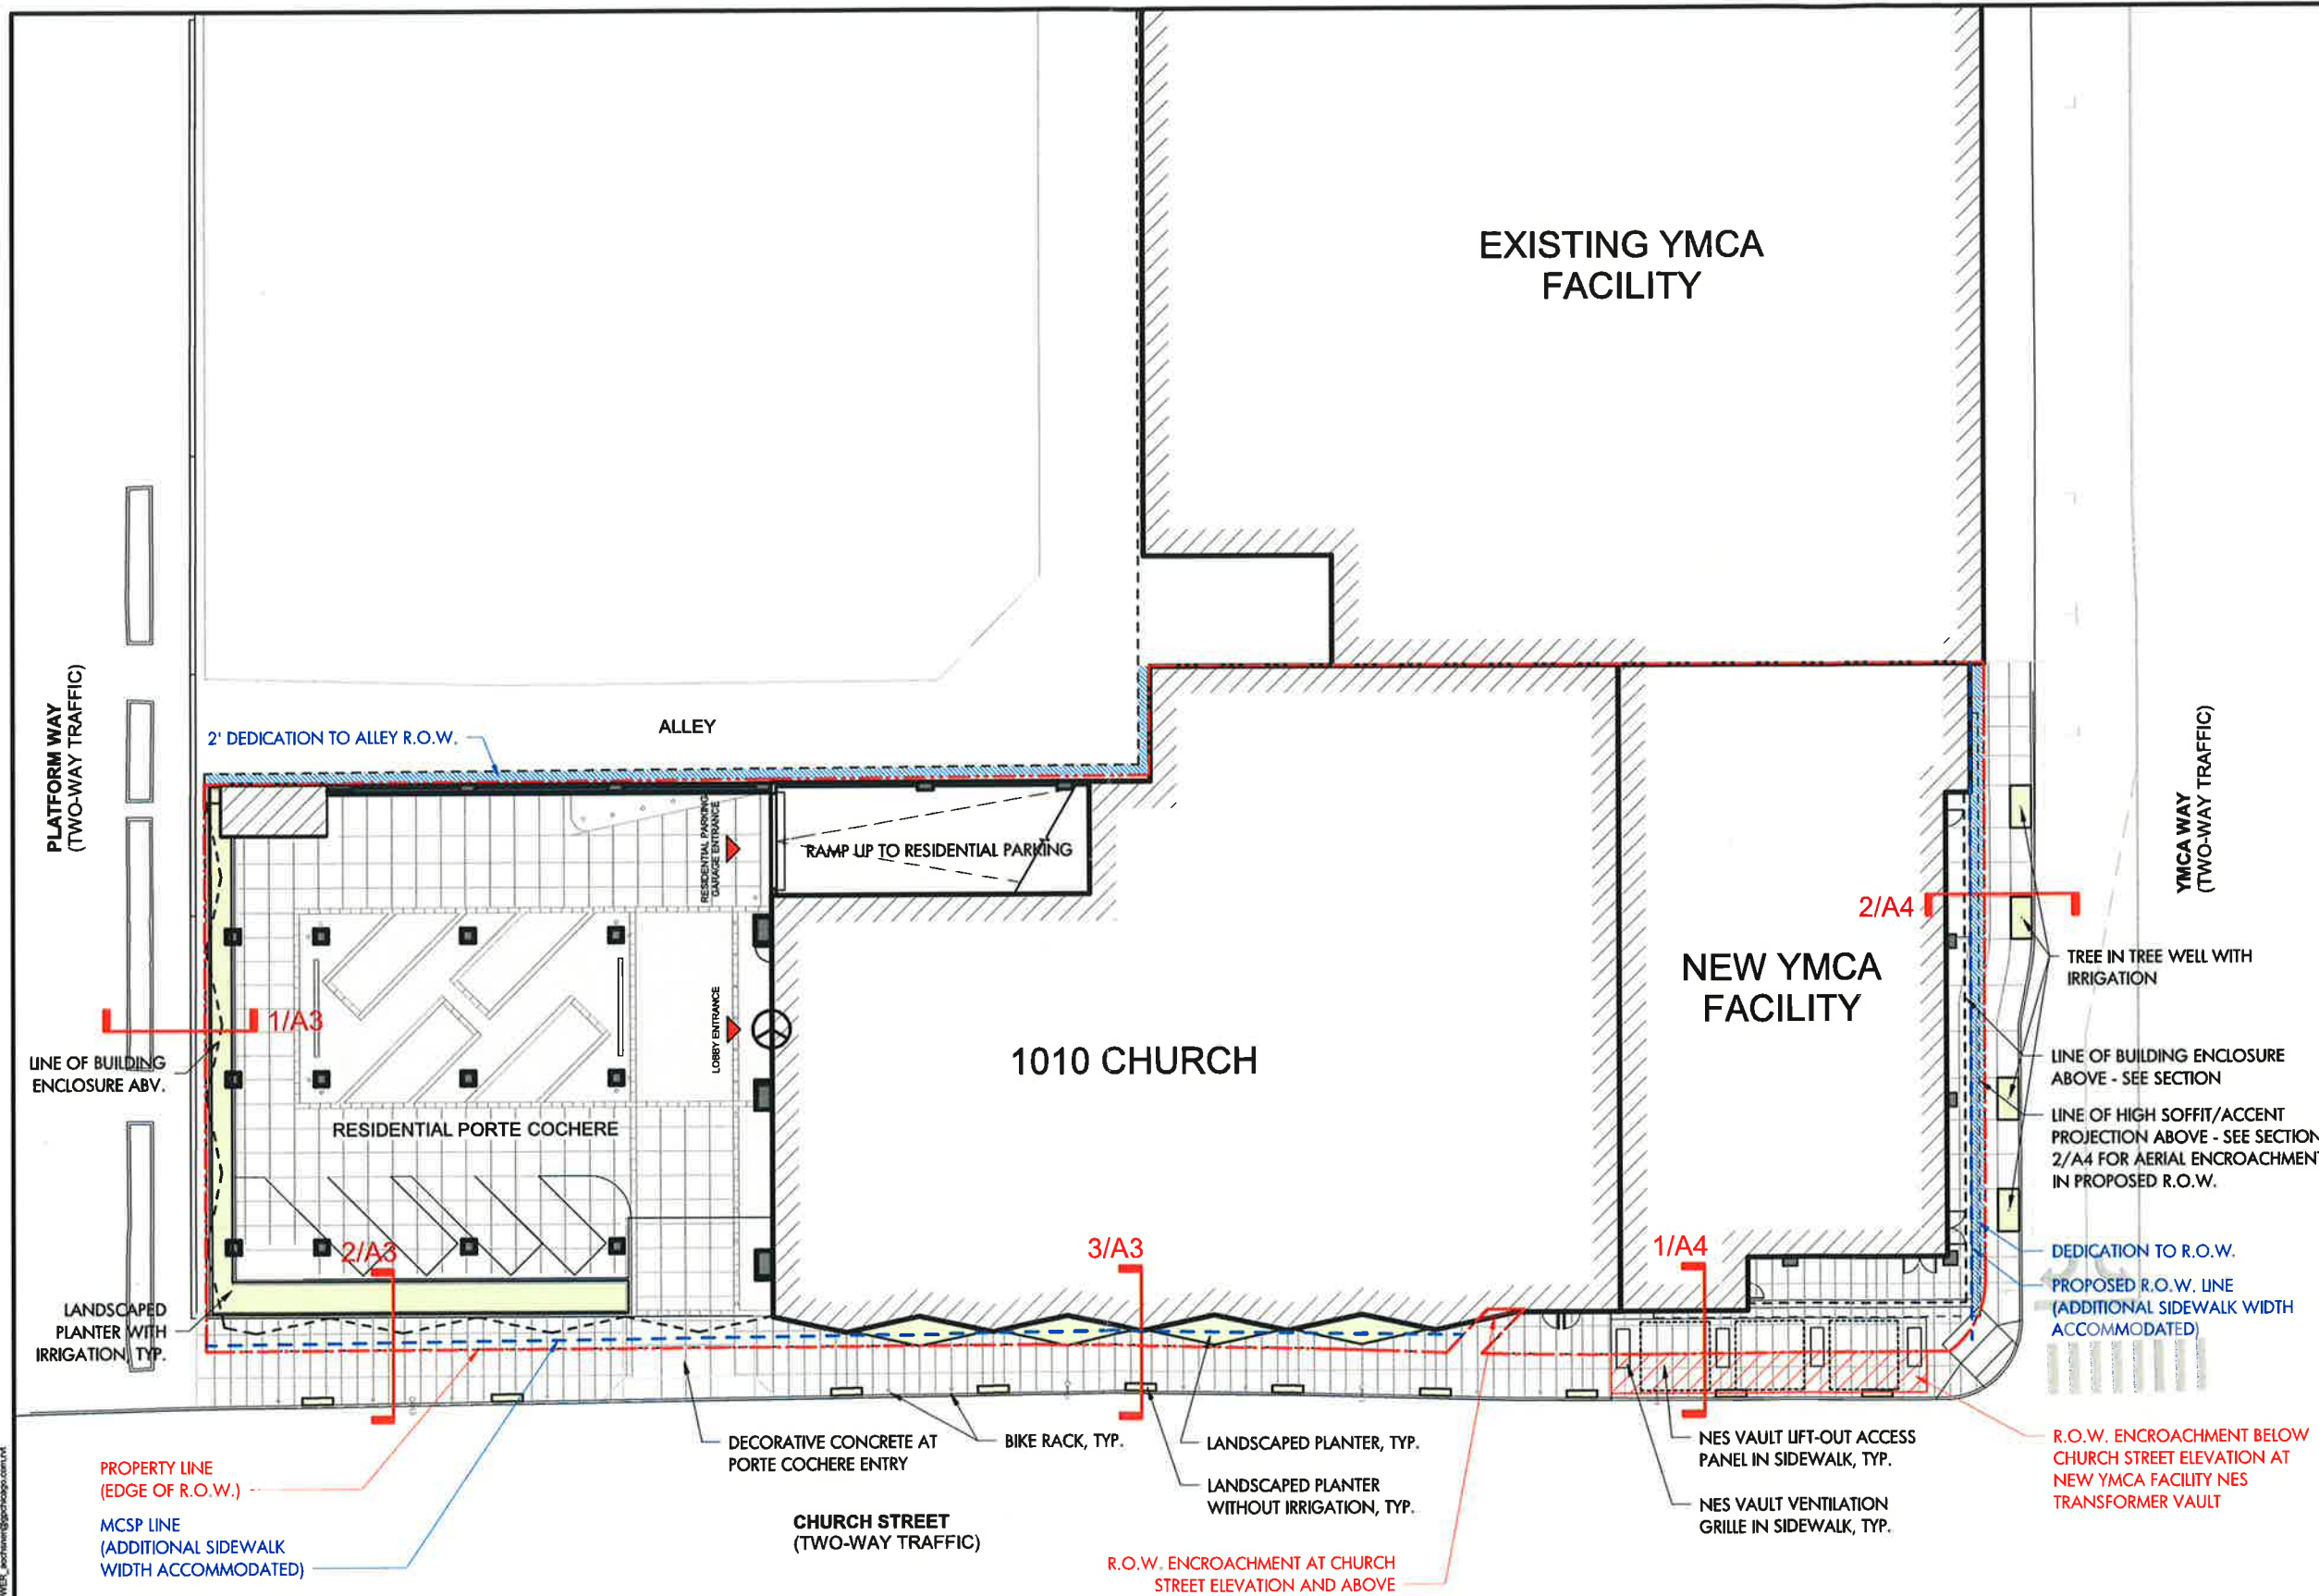 EXISTING YMCA
FACILITY
PLATFORM WAY
(TWO-WAY TRAFFIC)
2' DEDICATION TO ALLEY R.O.W.
ALLEY
YMCA WAY
(TWO-WAY TRAFFIC)
RESIDENTIAL PARKING
GARAGE ENTRANCE
RAMP UP TO RESIDENTIAL PARKING
2/A4
NEW YMCA
FACILITY
TREE IN TREE WELL WITH
IRRIGATION
1/A3
LOBBY ENTRANCE
1010 CHURCH
LINE OF BUILDING
ENCLOSURE ABV.
LINE OF BUILDING ENCLOSURE
ABOVE - SEE SECTION
RESIDENTIAL PORTE COCHERE
LINE OF HIGH SOFFIT/ACCENT
PROJECTION ABOVE - SEE SECTION
2/A4 FOR AERIAL ENCROACHMENT
IN PROPOSED R.O.W.
2/A3
3/A3
1/A4
DEDICATION TO R.O.W.
PROPOSED R.O.W. LINE
(ADDITIONAL SIDEWALK WIDTH
ACCOMMODATED)
LANDSCAPED
PLANTER WITH
IRRIGATION, TYP.
DECORATIVE CONCRETE AT
PORTE COCHERE ENTRY
BIKE RACK, TYP.
LANDSCAPED PLANTER, TYP.
LANDSCAPED PLANTER
WITHOUT IRRIGATION, TYP.
NES VAULT LIFT-OUT ACCESS
PANEL IN SIDEWALK, TYP.
NES VAULT VENTILATION
GRILLE IN SIDEWALK, TYP.
R.O.W. ENCROACHMENT BELOW
CHURCH STREET ELEVATION AT
NEW YMCA FACILITY NES
TRANSFORMER VAULT
PROPERTY LINE
(EDGE OF R.O.W.)
MCSP LINE
(ADDITIONAL SIDEWALK
WIDTH ACCOMMODATED)
CHURCH STREET
(TWO-WAY TRAFFIC)
R.O.W. ENCROACHMENT AT CHURCH
STREET ELEVATION AND ABOVE